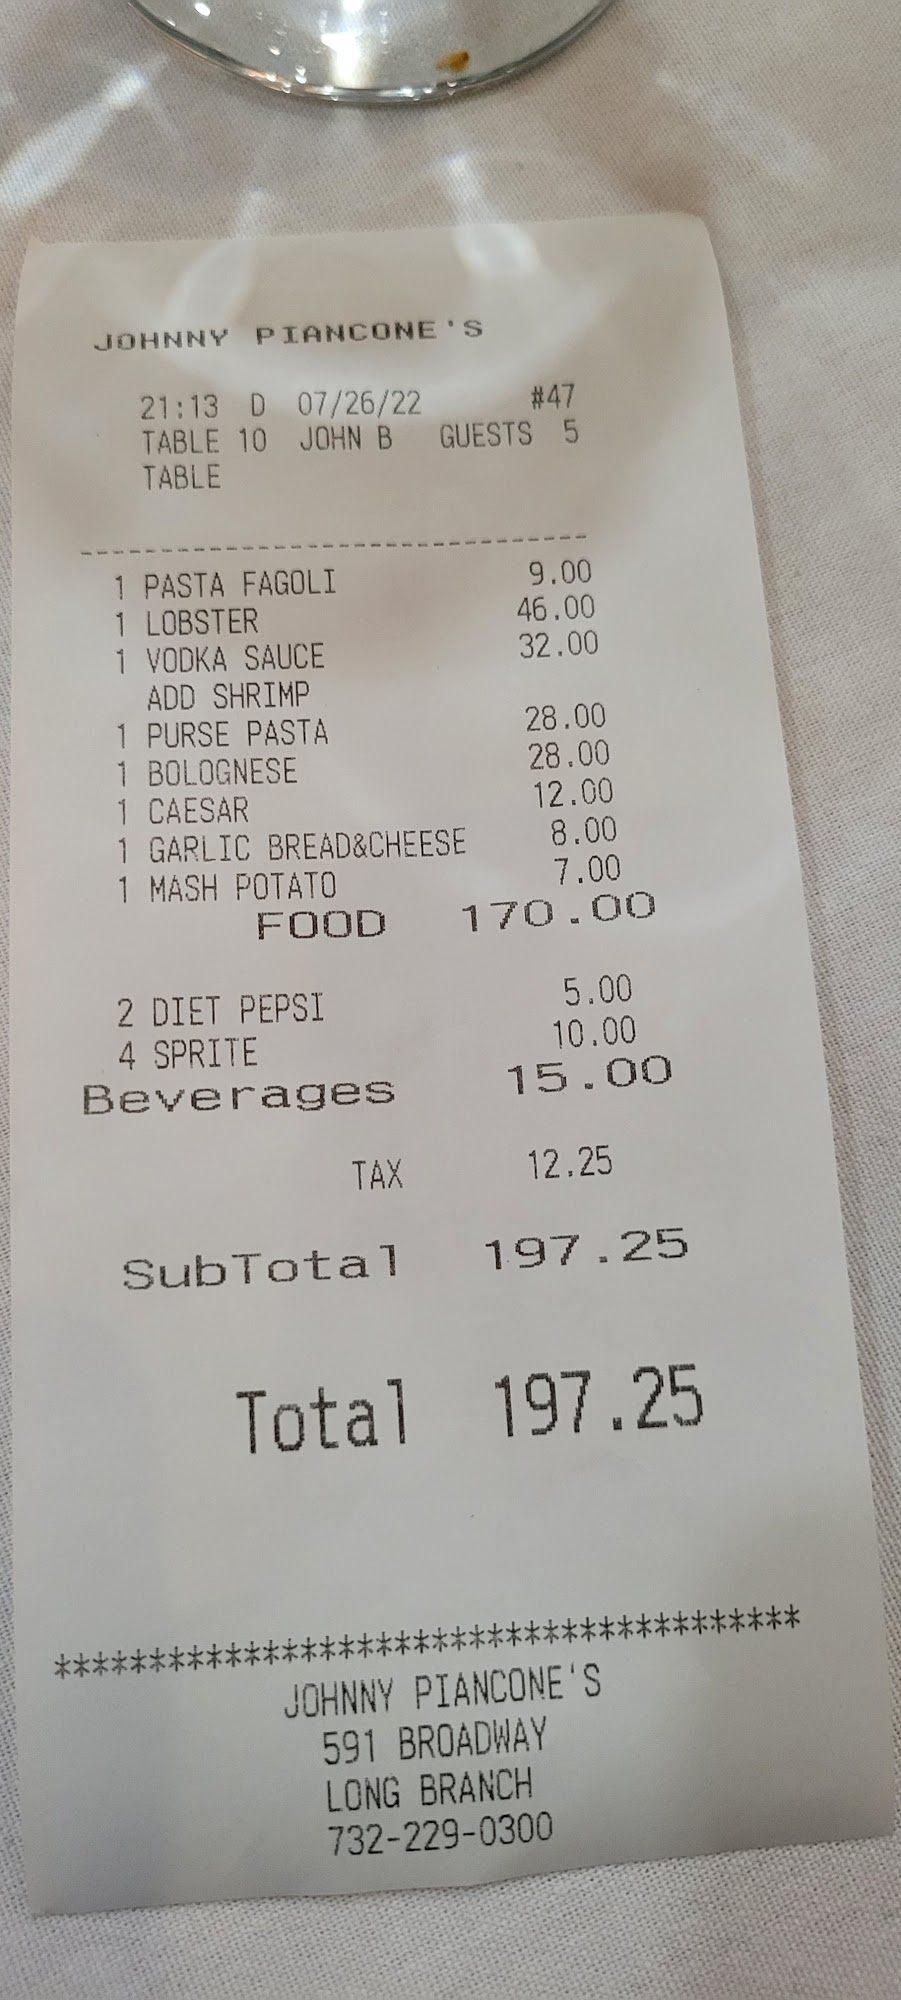 JOHNNY PIANCONE'S
21:13 D 07/26/22 #47
TABLE 10 JOHN B GUESTS 5
TABLE
--------------------------------
1 PASTA FAGOLI 9.00
1 LOBSTER 46.00
1 VODKA SAUCE 32.00
ADD SHRIMP
1 PURSE PASTA 28.00
1 BOLOGNESE 28.00
1 CAESAR 12.00
1 GARLIC BREAD&CHEESE 8.00
1 MASH POTATO 7.00
FOOD 170.00
2 DIET PEPSI 5.00
4 SPRITE 10.00
Beverages 15.00
TAX 12.25
SubTotal 197.25
Total 197.25
****************************************
JOHNNY PIANCONE'S
591 BROADWAY
LONG BRANCH
732-229-0300